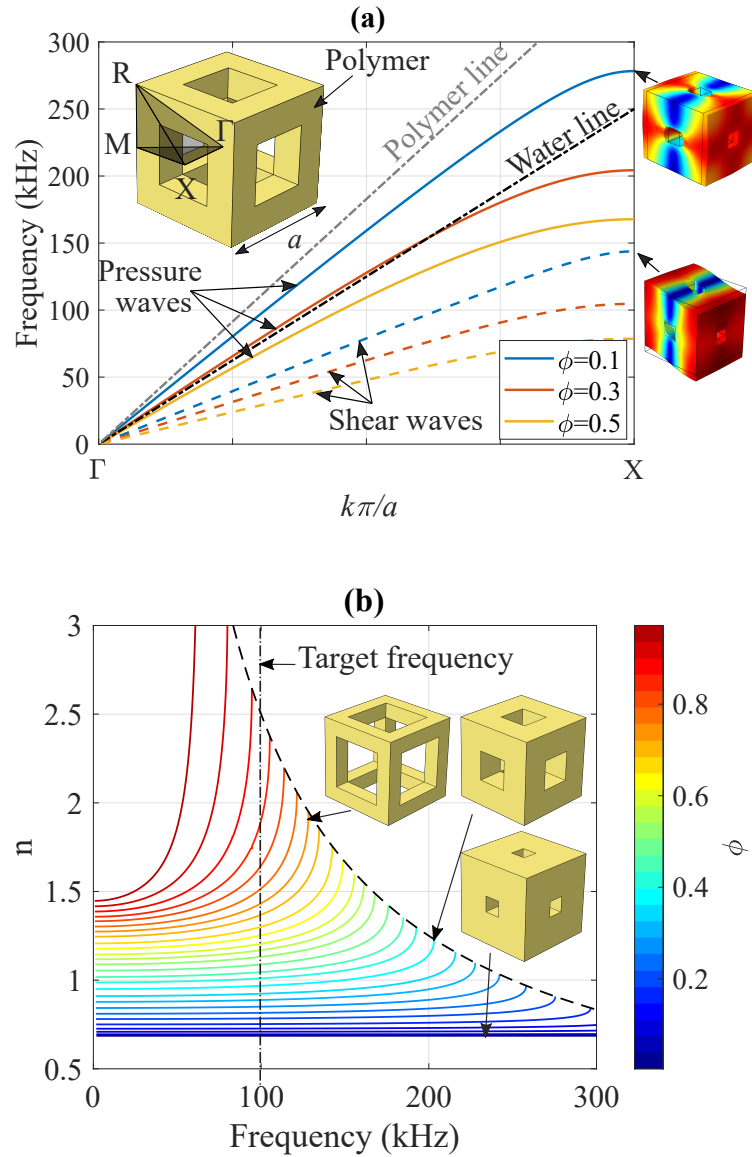 (a)
300
250
200
150
100
50
0
Frequency (kHz)
R
M
Γ
X
a
Polymer
Polymer line
Water line
Pressure
waves
Shear waves
ϕ=0.1
ϕ=0.3
ϕ=0.5
Γ
X
kπ/a
(b)
3
2.5
2
1.5
1
0.5
n
Target frequency
0
100
200
300
Frequency (kHz)
0.8
0.6
0.4
0.2
ϕ